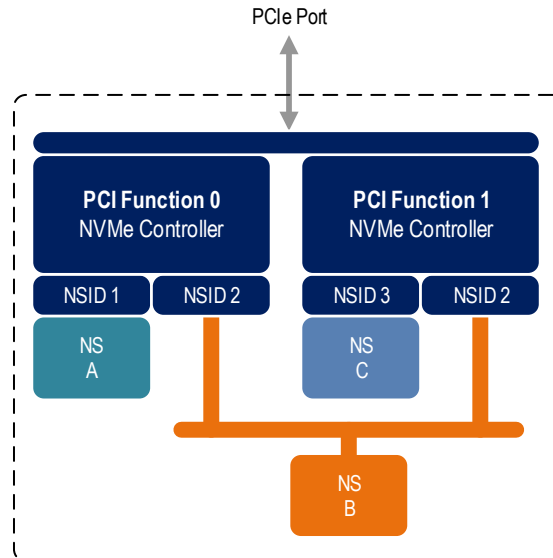 PCIe Port
PCI Function 0
NVMe Controller
PCI Function 1
NVMe Controller
NSID 1
NSID 2
NSID 3
NSID 2
NS
A
NS
C
NS
B